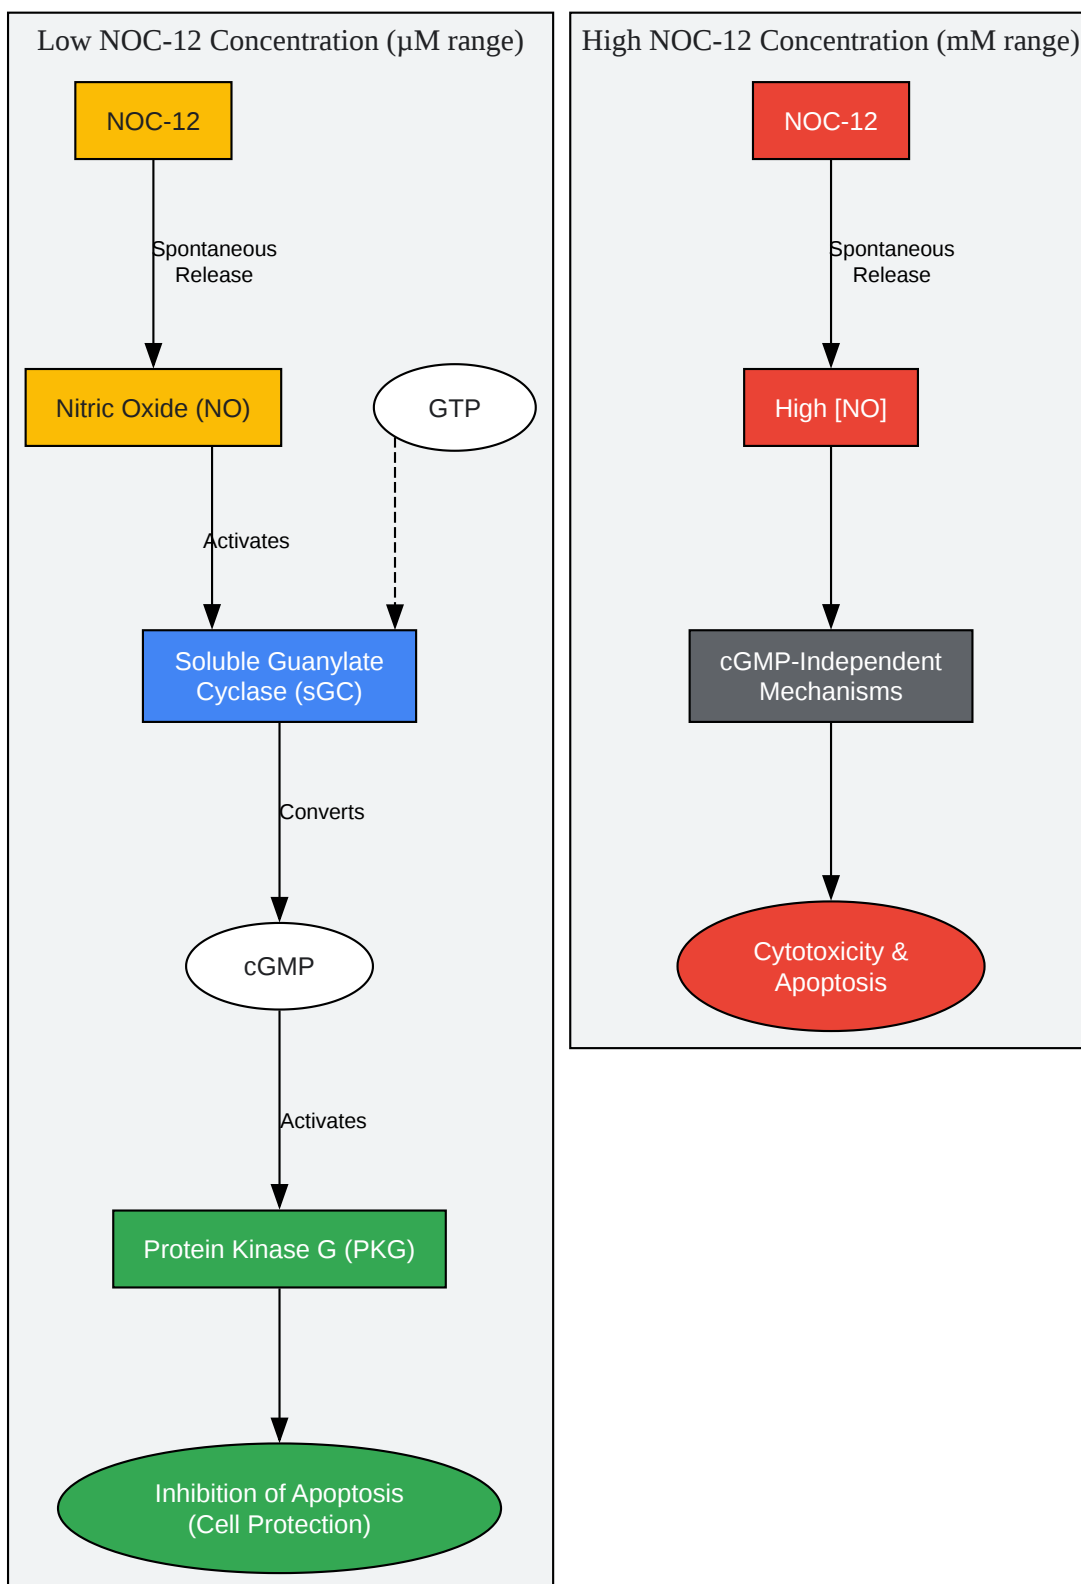 Low NOC-12 Concentration (µM range)
NOC-12
Spontaneous
Release
Nitric Oxide (NO)
GTP
Activates
Soluble Guanylate
Cyclase (sGC)
Converts
cGMP
Activates
Protein Kinase G (PKG)
Inhibition of Apoptosis
(Cell Protection)
High NOC-12 Concentration (mM range)
NOC-12
Spontaneous
Release
High [NO]
cGMP-Independent
Mechanisms
Cytotoxicity &
Apoptosis